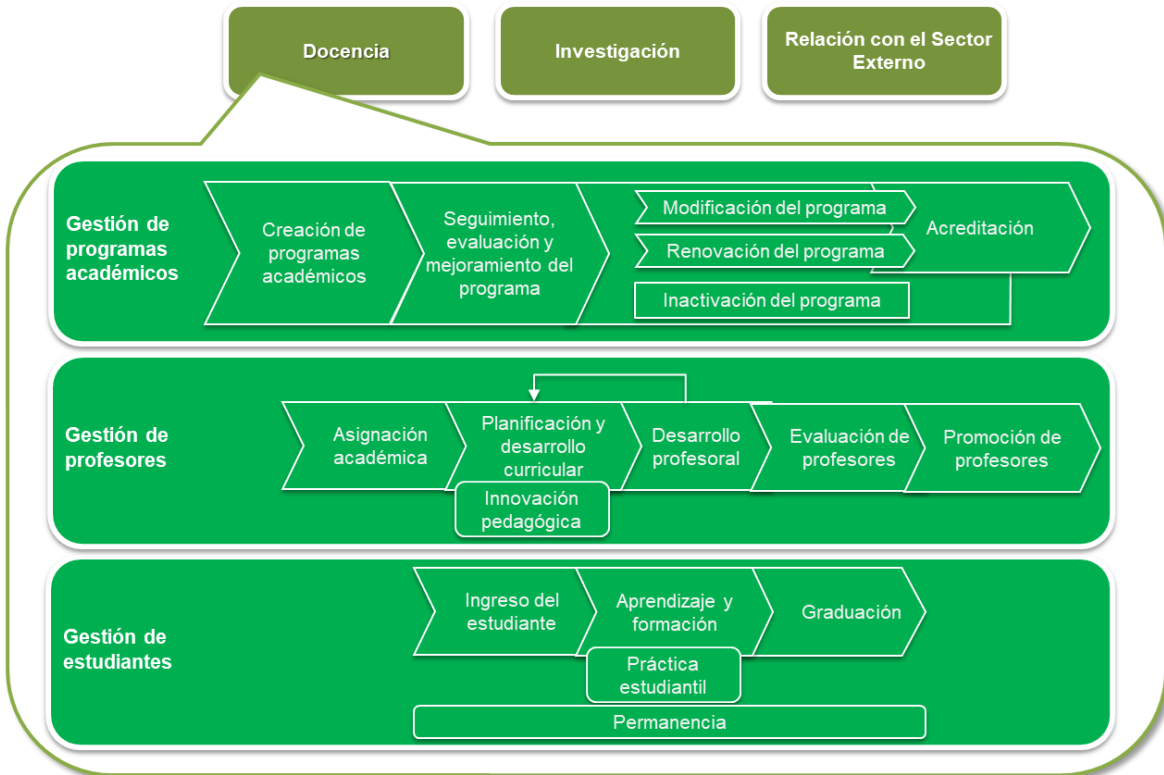 Docencia
Investigación
Relación con el Sector
Externo
Gestión de
programas
académicos
Creación de
programas
académicos
Seguimiento,
evaluación y
mejoramiento del
programa
Modificación del programa
Renovación del programa
Inactivación del programa
Acreditación
Gestión de
profesores
Asignación
académica
Planificación y
desarrollo
curricular
Innovación
pedagógica
Desarrollo
profesoral
Evaluación de
profesores
Promoción de
profesores
Gestión de
estudiantes
Ingreso del
estudiante
Aprendizaje y
formación
Práctica
estudiantil
Graduación
Permanencia